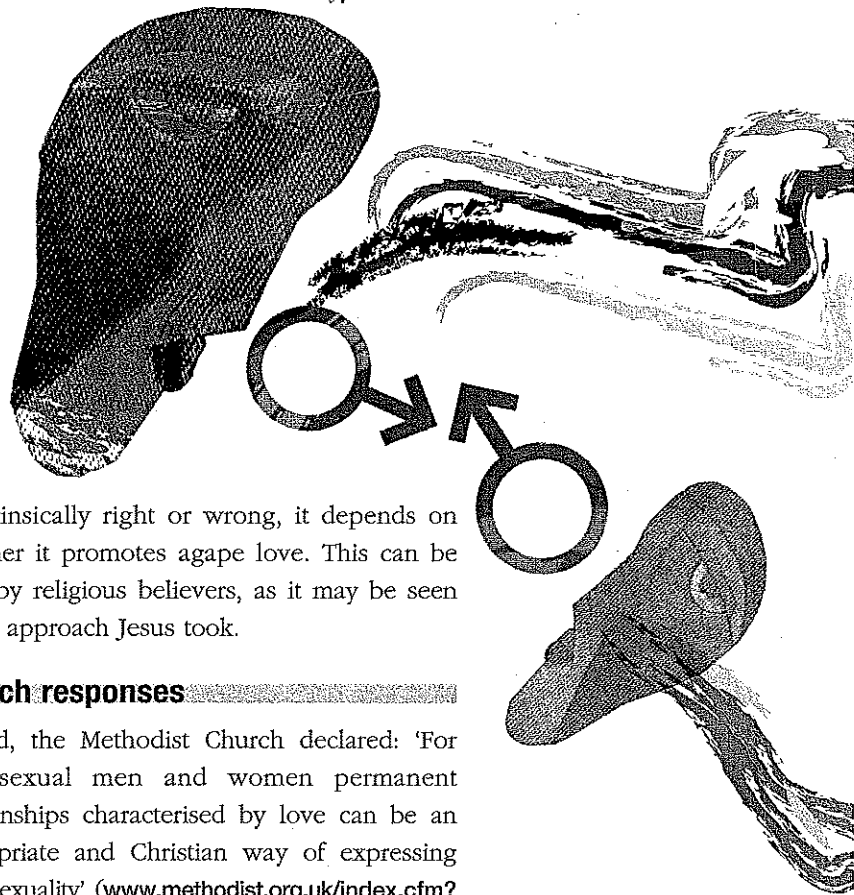 insically right or wrong, it depends on
er it promotes agape love. This can be
by religious believers, as it may be seen
approach Jesus took.
ch responses
d, the Methodist Church declared: 'For
sexual men and women permanent
nships characterised by love can be an
priate and Christian way of expressing
exuality' (www.methodist.org.uk/index.cfm?